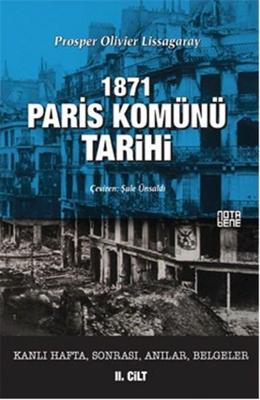 Prosper Olivier Lissagaray
1871
PARİS KOMÜNÜ
TARİHİ
Çeviren: Şule Ünsaldı
NOTA
BENE
KANLI HAFTA, SONRASI, ANILAR, BELGELER
II. CİLT